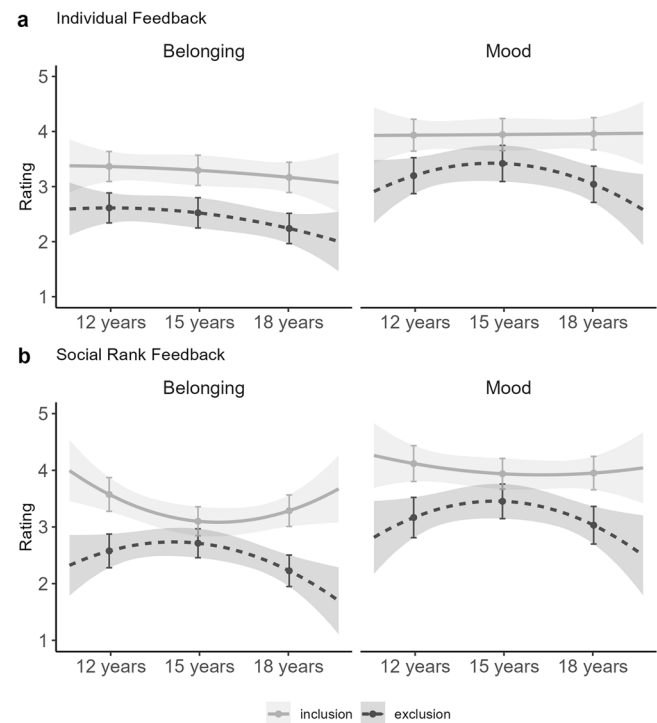 a Individual Feedback
Belonging Mood
5
4
3
2
1
Rating
12 years 15 years 18 years 12 years 15 years 18 years
b Social Rank Feedback
Belonging Mood
5
4
3
2
1
Rating
12 years 15 years 18 years 12 years 15 years 18 years
inclusion exclusion